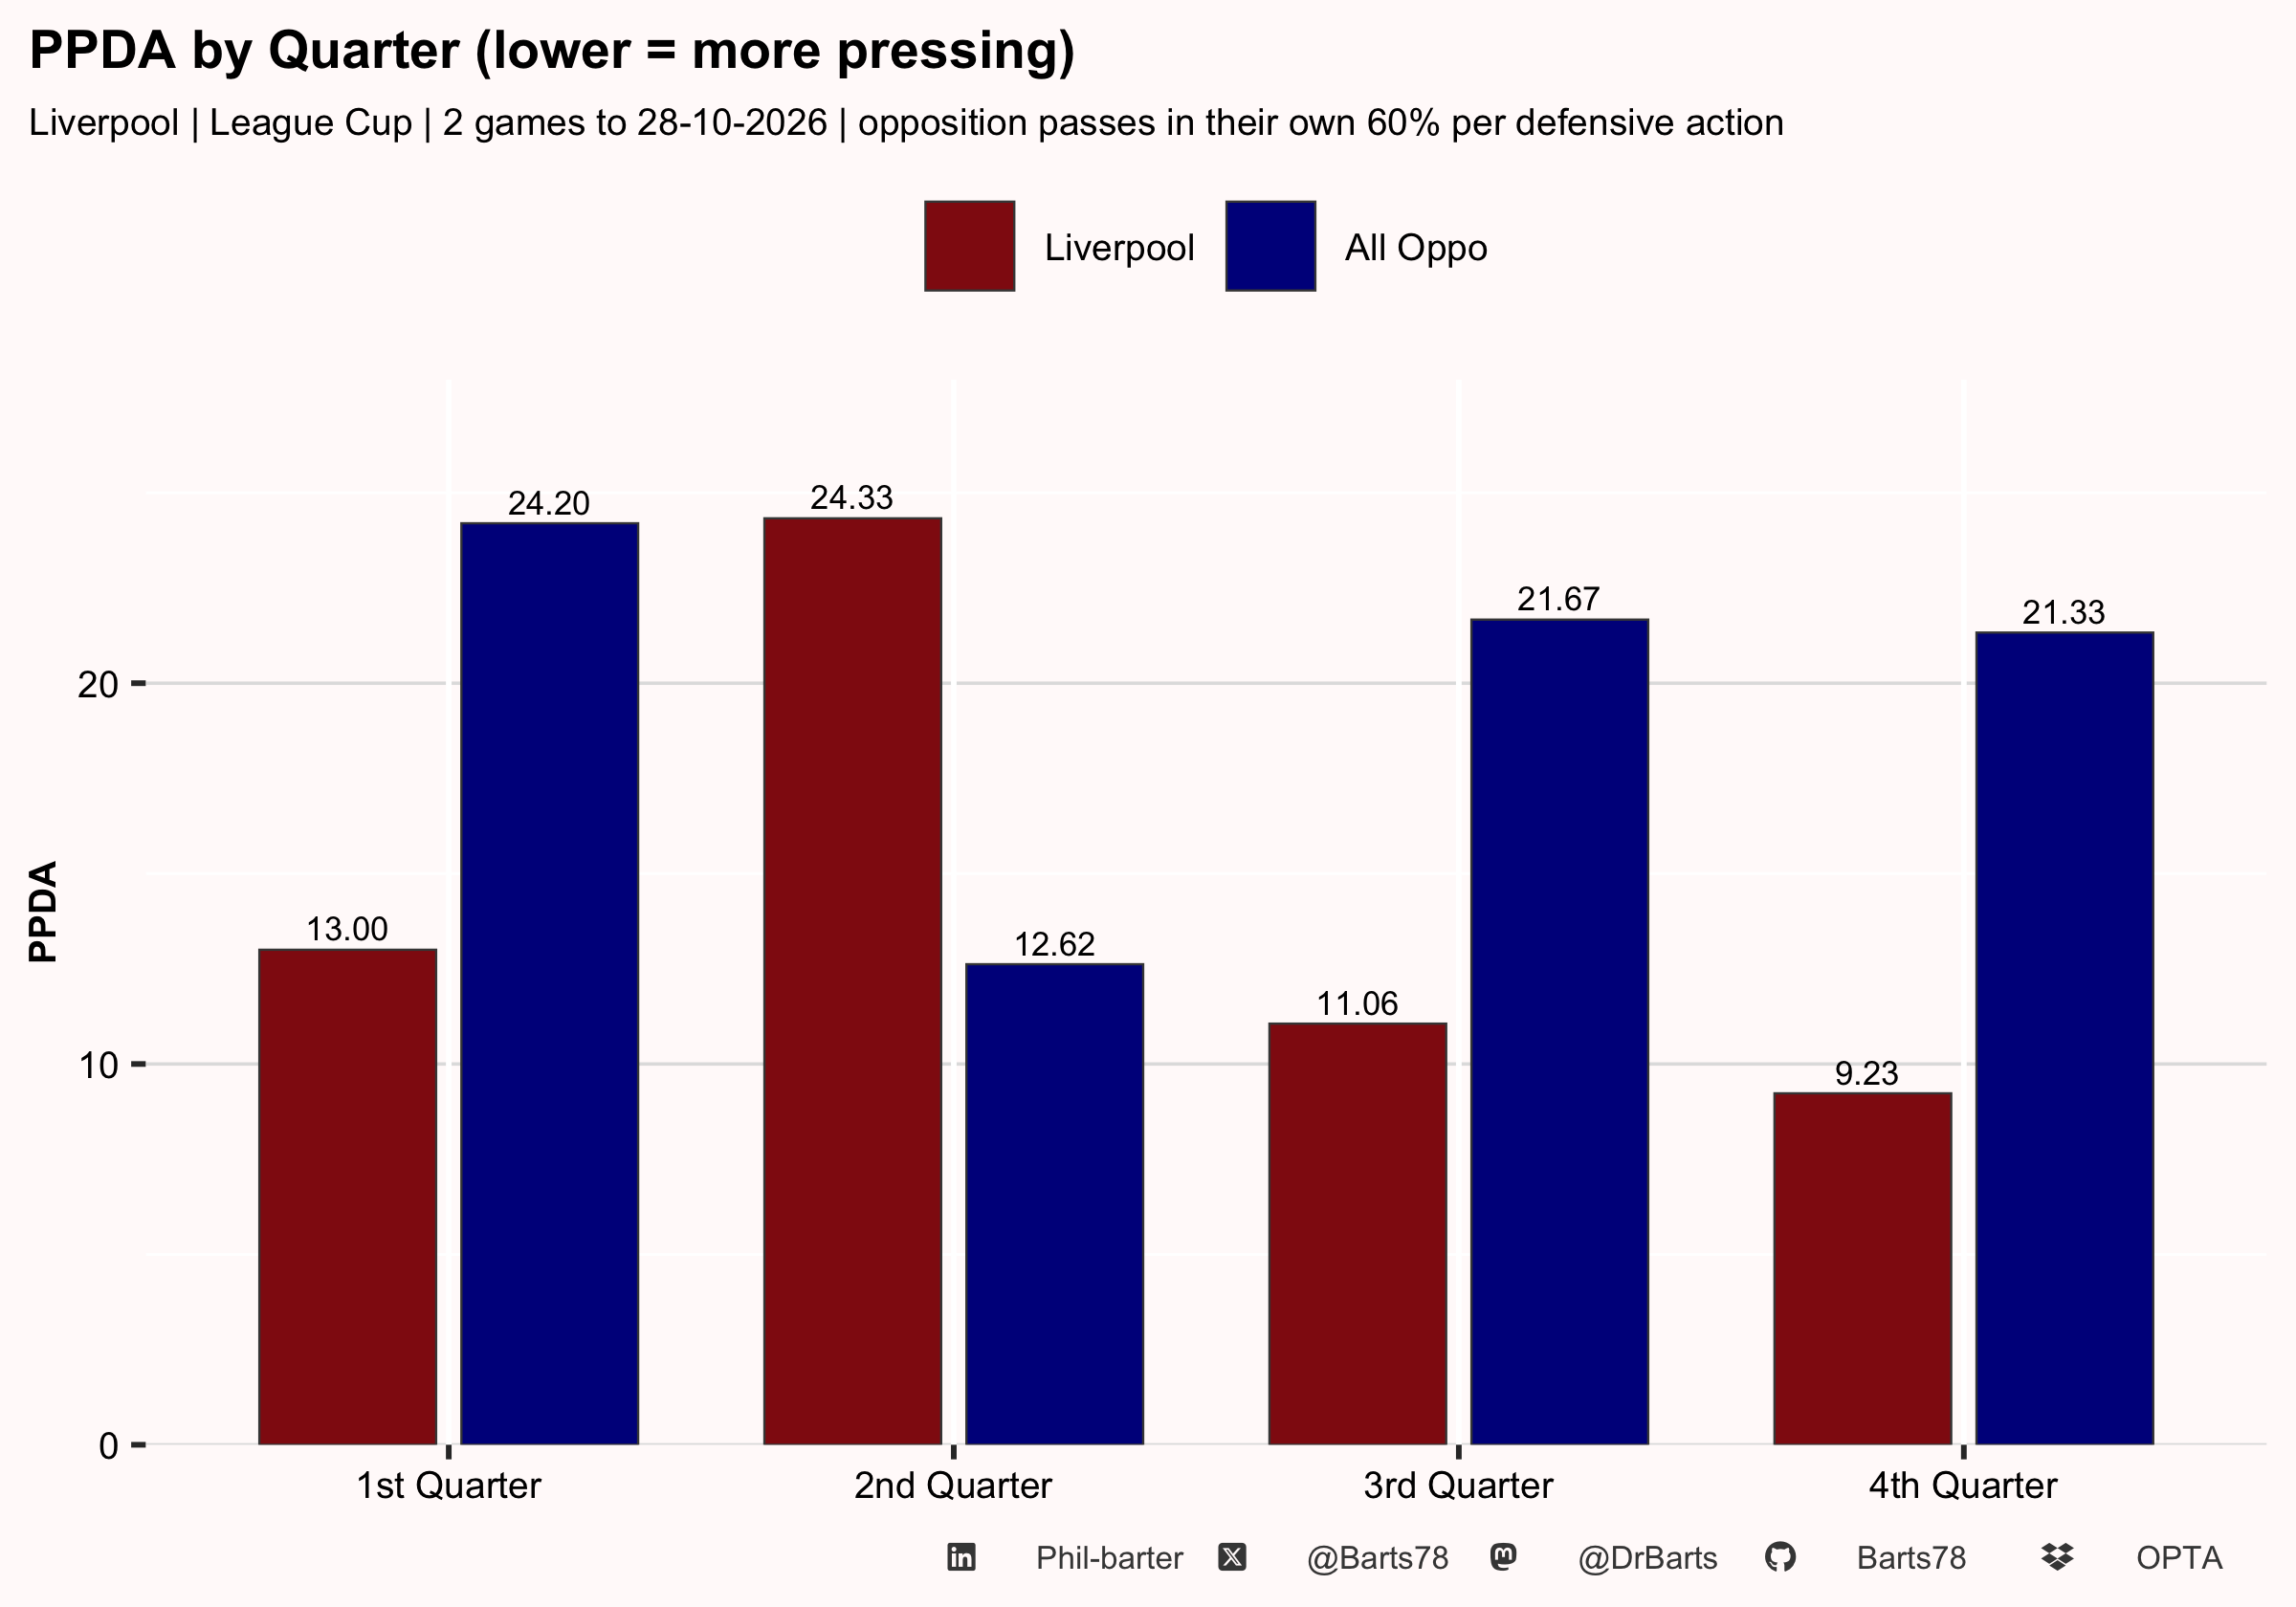 PPDA by Quarter (lower = more pressing)
Liverpool | League Cup | 2 games to 28-10-2026 | opposition passes in their own 60% per defensive action
Liverpool All Oppo
24.20 24.33
21.67 21.33
20
13.00 12.62
11.06
10 9.23
PPDA
0
1st Quarter 2nd Quarter 3rd Quarter 4th Quarter
Phil-barter @Barts78 @DrBarts Barts78 OPTA